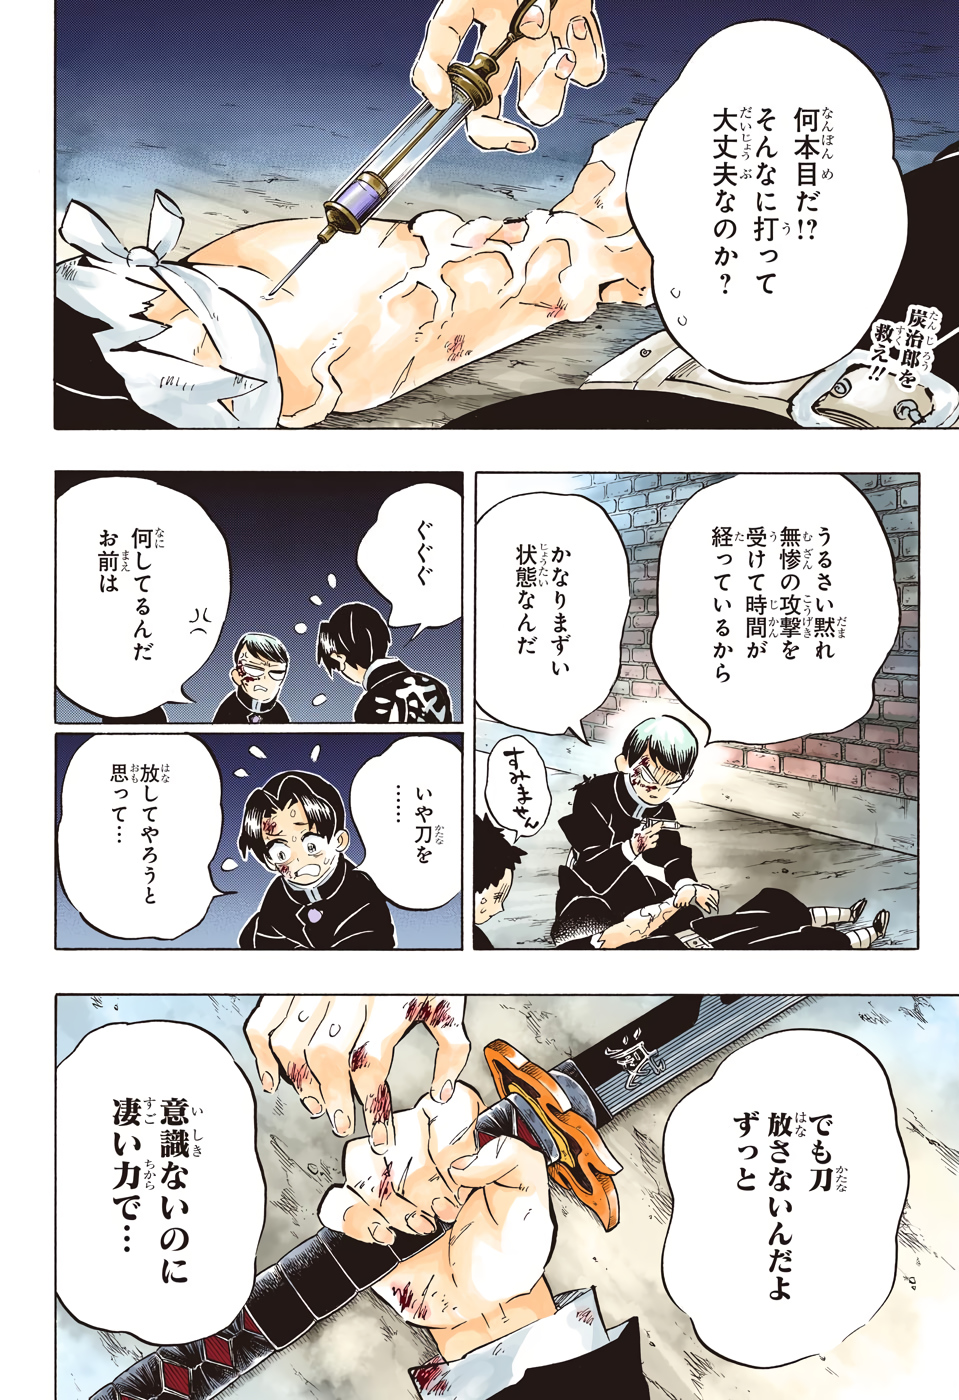 何本目だ!?
そんなに打って
大丈夫なのか?
炭治郎を
救え!!
うるさい黙れ
無惨の攻撃を
受けて時間が
経っているから
かなりまずい
状態なんだ
すみません
ぐぐぐ
何してるんだ
お前は
いや刀を
……
放してやろうと
思って…
滅
でも刀
放さないんだよ
ずっと
滅
意識ないのに
凄い力で…